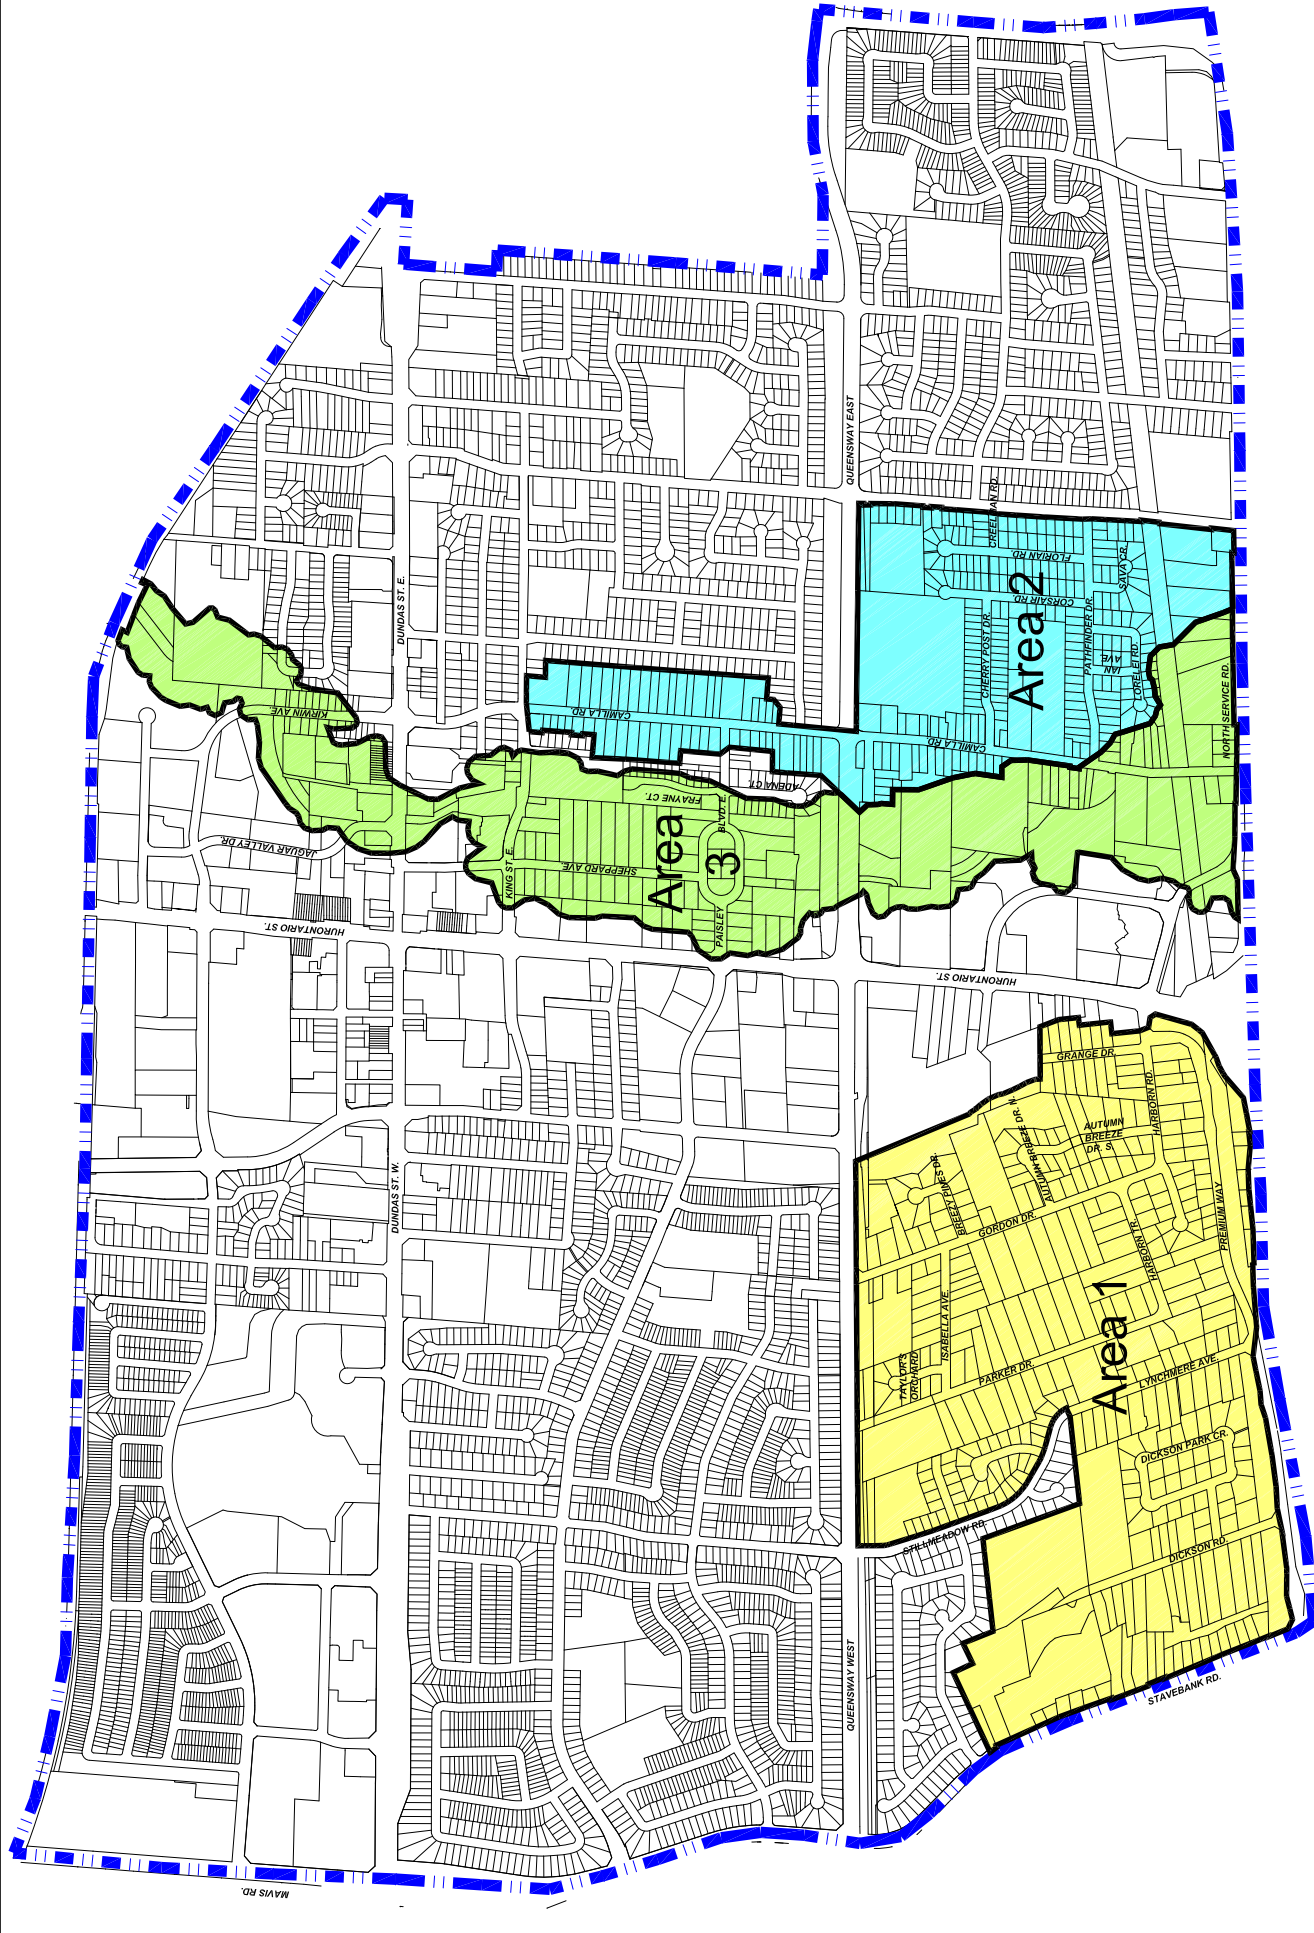 QUEENSWAY EAST
CREELMAN RD.
FLORIAN RD.
SAVA CR.
DUNDAS ST. E.
CORSAIR RD.
Area 2
PATHFINDER DR.
CHERRY POST DR.
IAN
AVE.
LORELEI RD.
NORTH SERVICE RD.
KIRWIN AVE.
CAMILLA RD.
CAMILLA RD.
ADENA CT.
FRAYNE CT.
BLVD. E.
JAGUAR VALLEY DR.
KING ST. E.
SHEPPARD AVE.
Area
3
PAISLEY
HURONTARIO ST.
HURONTARIO ST.
GRANGE DR.
HARBORN RD.
AUTUMN
BREEZE
DR. S.
AUTUMN BREEZE DR. N.
BREEZY PINES DR.
DUNDAS ST. W.
GORDON DR.
PREMIUM WAY
HARBORN TR.
ISABELLA AVE.
Area 1
TAYLOR'S
ORCHARD
PARKER DR.
LYNCHMERE AVE.
DICKSON PARK CR.
STILLMEADOW RD.
DICKSON RD.
QUEENSWAY WEST
STAVEBANK RD.
MAVIS RD.